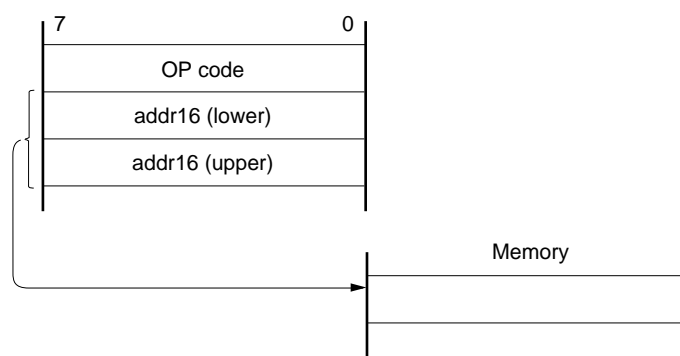 7 0
OP code
addr16 (lower)
addr16 (upper)
Memory